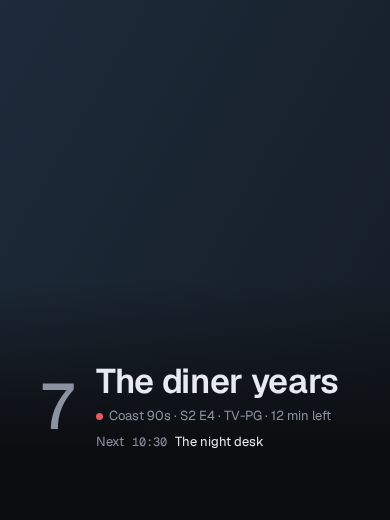 7
The diner years
Coast 90s · S2 E4 · TV-PG · 12 min left
Next 10:30 The night desk